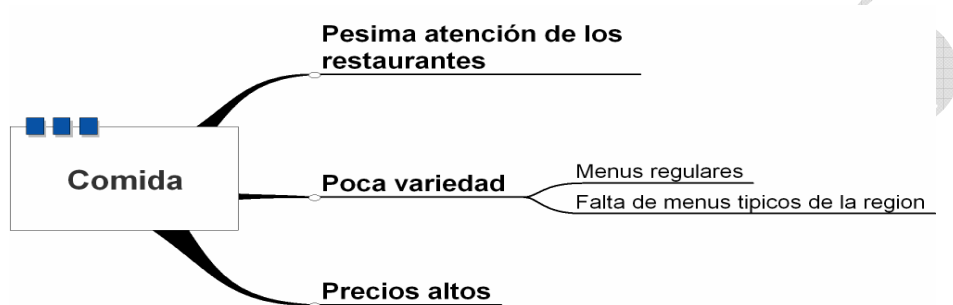 Pesima atención de los
restaurantes
Comida
Poca variedad
Menus regulares
Falta de menus tipicos de la region
Precios altos